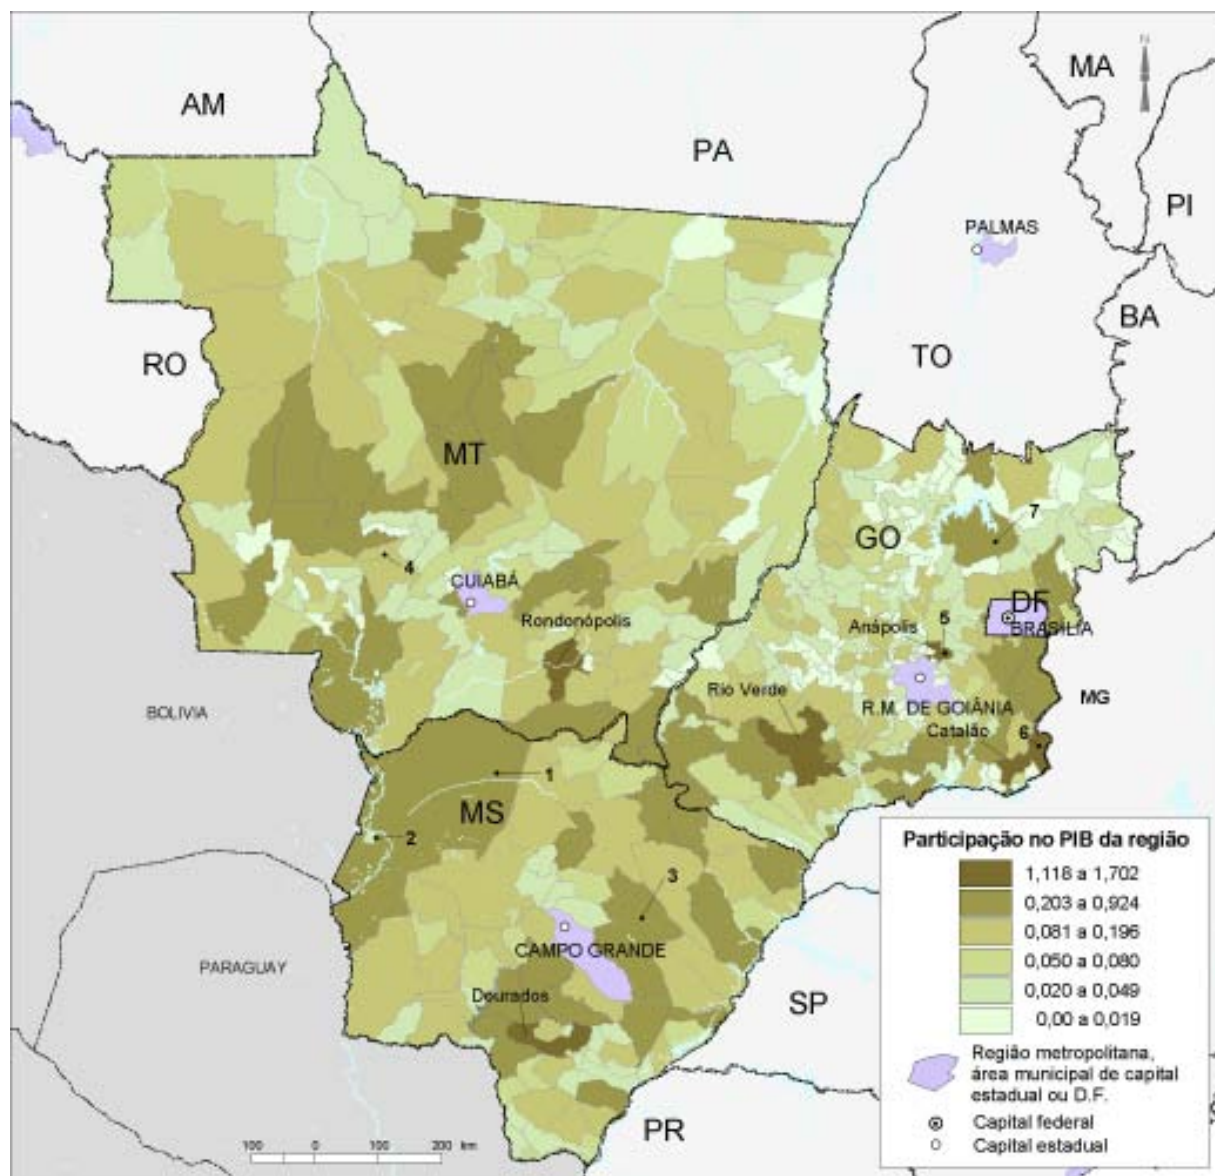 N
MA
AM
PA
PI
PALMAS
BA
TO
RO
MT
7
GO
4
CUIABÁ
DF
5
BRASÍLIA
Rondonópolis
Anápolis
Rio Verde
MG
R.M. DE GOIÂNIA
BOLIVIA
Catalão
6
1
MS
2
3
CAMPO GRANDE
PARAGUAY
Dourados
SP
PR
100 0 100 200 km
Participação no PIB da região
1,118 a 1,702
0,203 a 0,924
0,081 a 0,196
0,050 a 0,080
0,020 a 0,049
0,00 a 0,019
Região metropolitana,
área municipal de capital
estadual ou D.F.
Capital federal
Capital estadual